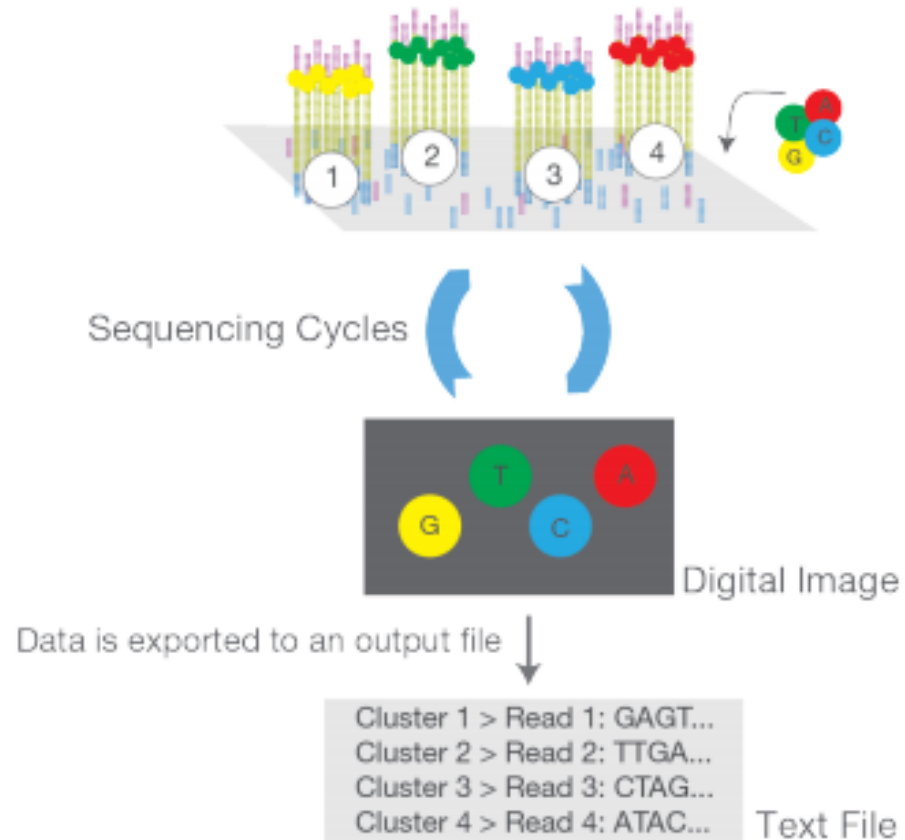 1
2
3
4
A
T
C
G
Sequencing Cycles
T
A
G
C
Digital Image
Data is exported to an output file
Cluster 1 > Read 1: GAGT...
Cluster 2 > Read 2: TTGA...
Cluster 3 > Read 3: CTAG...
Cluster 4 > Read 4: ATAC...
Text File